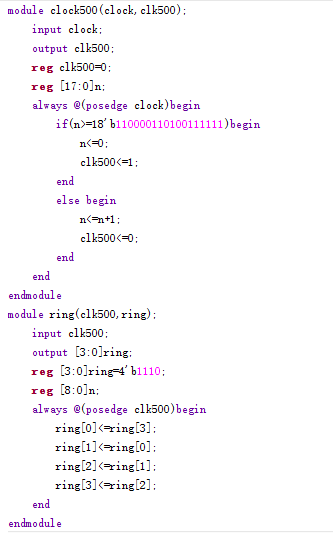 module clock500(clock,clk500);
    input clock;
    output clk500;
    reg clk500=0;
    reg [17:0]n;
    always @(posedge clock)begin
        if(n>=18'b110000110100111111)begin
            n<=0;
            clk500<=1;
        end
        else begin
            n<=n+1;
            clk500<=0;
        end
    end
endmodule
module ring(clk500,ring);
    input clk500;
    output [3:0]ring;
    reg [3:0]ring=4'b1110;
    reg [8:0]n;
    always @(posedge clk500)begin
        ring[0]<=ring[3];
        ring[1]<=ring[0];
        ring[2]<=ring[1];
        ring[3]<=ring[2];
    end
endmodule